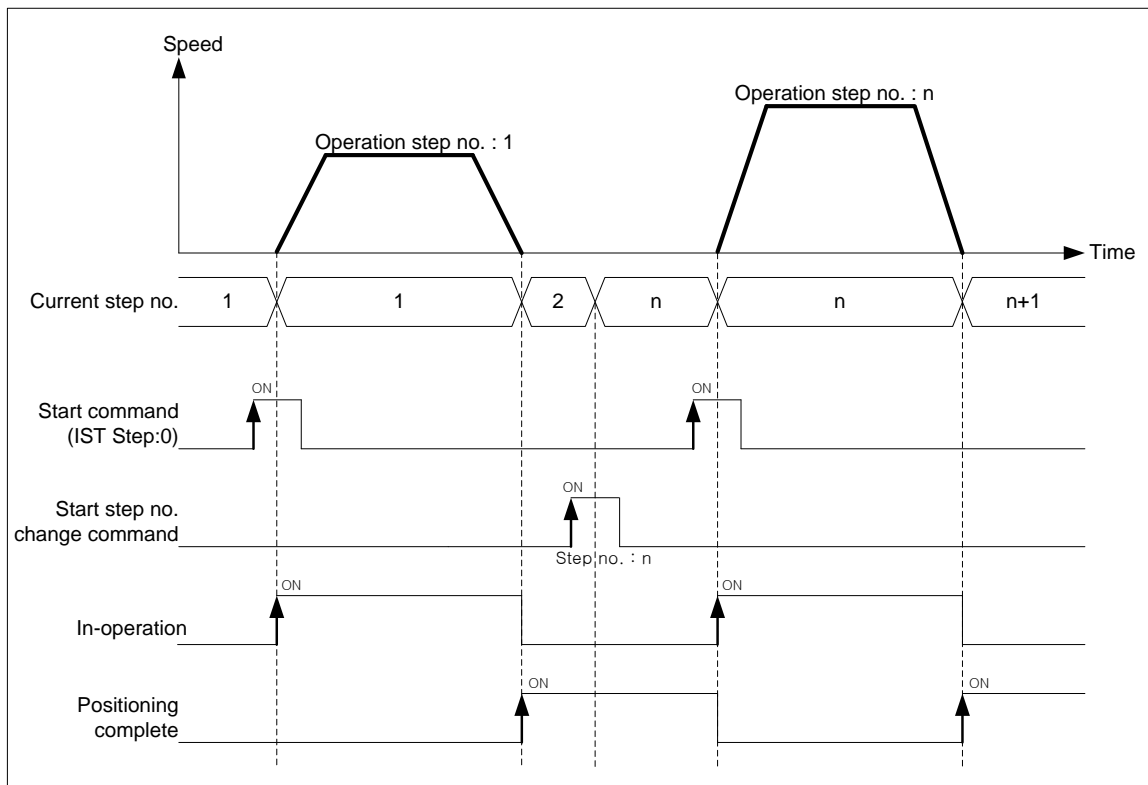 Speed
Operation step no. : n
Operation step no. : 1
Time
Current step no.
1
1
2
n
n
n+1
Start command
(IST Step:0)
ON
ON
Start step no.
change command
ON
Step no. : n
In-operation
ON
ON
Positioning
complete
ON
ON